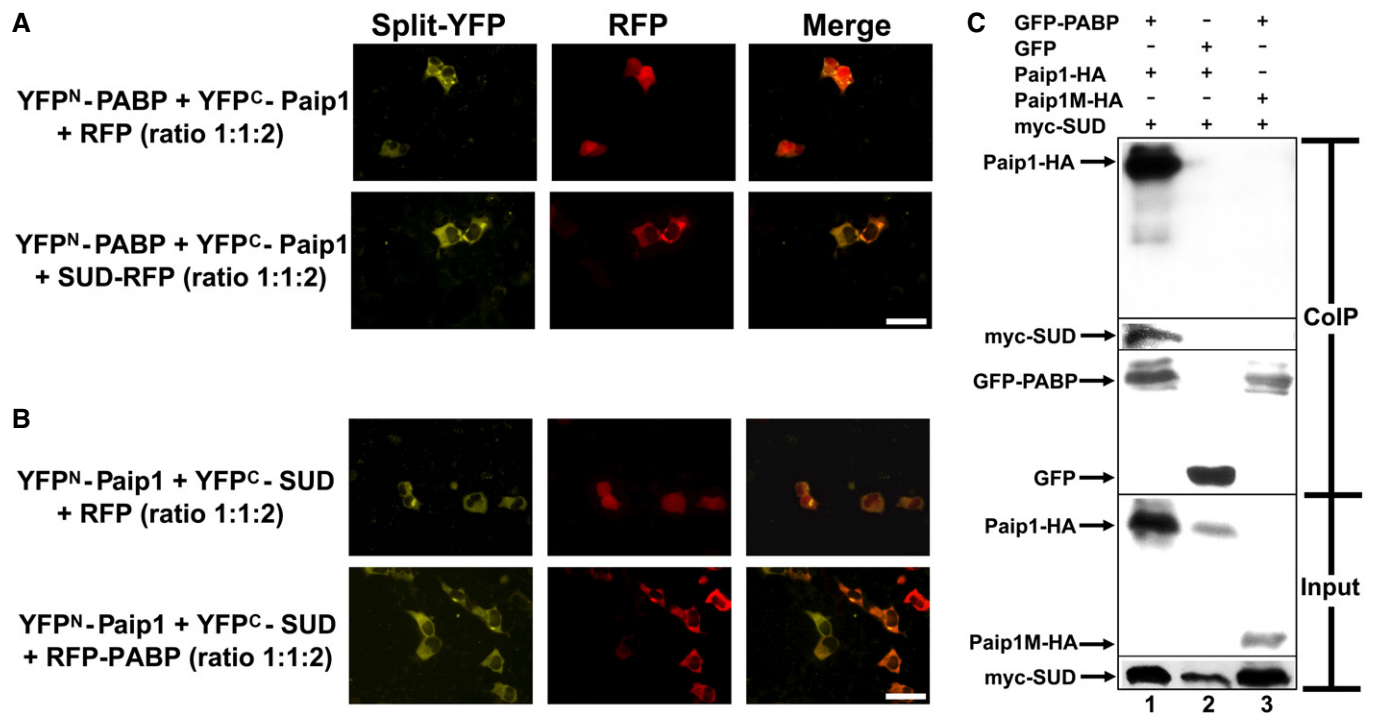 A
Split-YFP RFP Merge
YFPᴺ-PABP + YFPᶜ- Paip1
+ RFP (ratio 1:1:2)
YFPᴺ-PABP + YFPᶜ- Paip1
+ SUD-RFP (ratio 1:1:2)
B
YFPᴺ-Paip1 + YFPᶜ- SUD
+ RFP (ratio 1:1:2)
YFPᴺ-Paip1 + YFPᶜ- SUD
+ RFP-PABP (ratio 1:1:2)
C
GFP-PABP + - +
GFP - + -
Paip1-HA + + -
Paip1M-HA - - +
myc-SUD + + +
Paip1-HA
myc-SUD
GFP-PABP
GFP
CoIP
Paip1-HA
Paip1M-HA
myc-SUD
Input
1 2 3